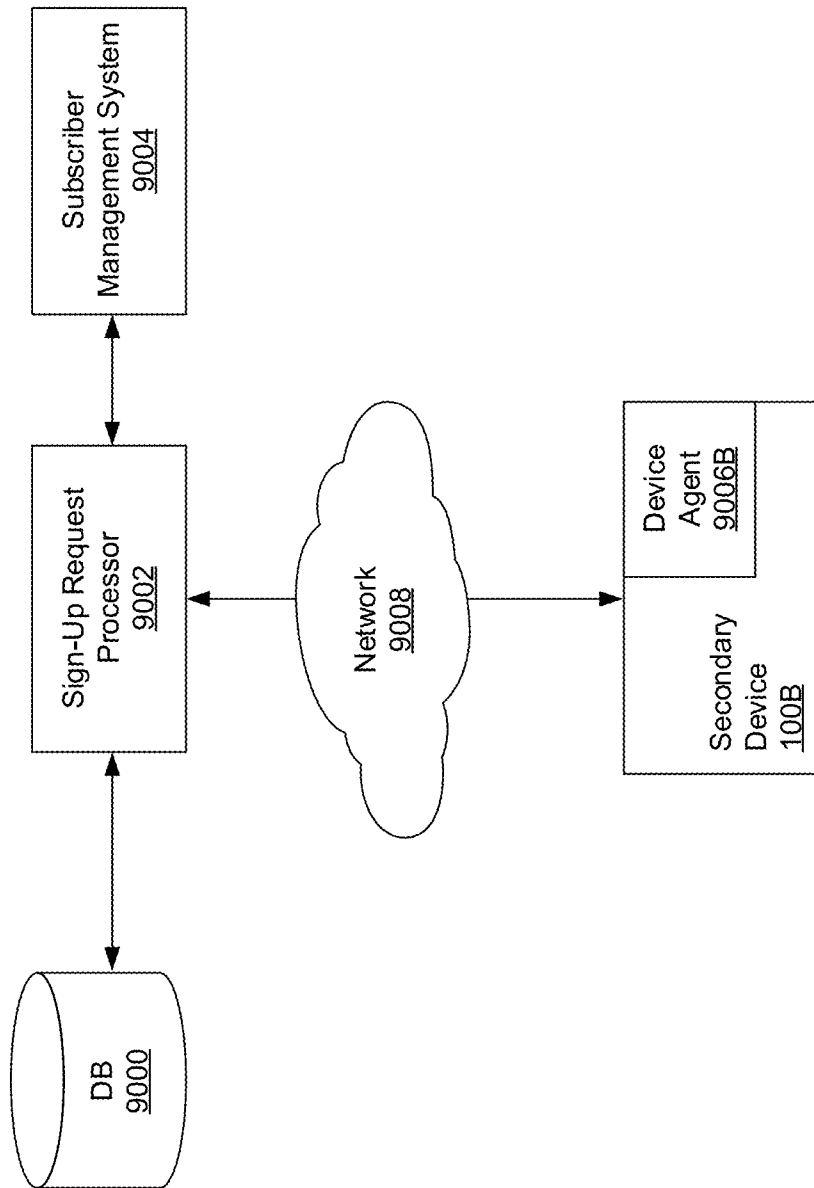 DB
9000
Sign-Up Request
Processor
9002
Subscriber
Management System
9004
Network
9008
Secondary
Device
100B
Device
Agent
9006B